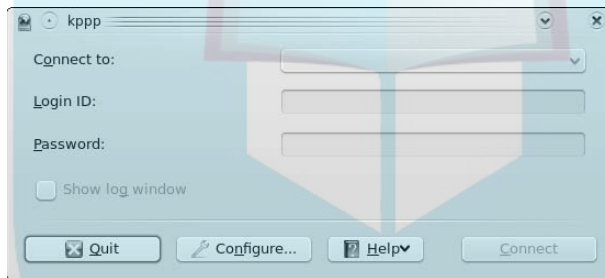 kppp
Connect to:
Login ID:
Password:
Show log window
Quit
Configure...
Help
Connect